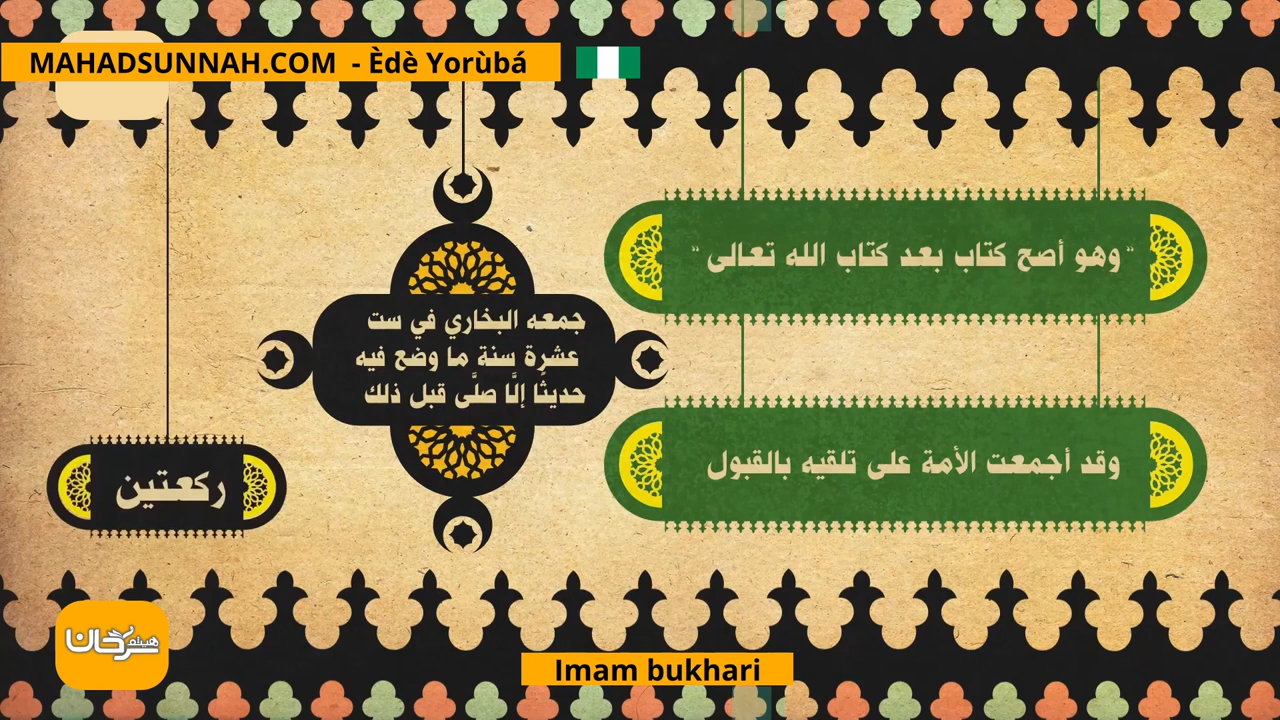 MAHADSUNNAH.COM - Èdè Yorùbá
" وهو أصح كتاب بعد كتاب الله تعالى "
جمعه البخاري في ست
عشرة سنة ما وضع فيه
حديثًا إلَّا صلَّى قبل ذلك
وقد أجمعت الأمة على تلقيه بالقبول
ركعتين
Imam bukhari